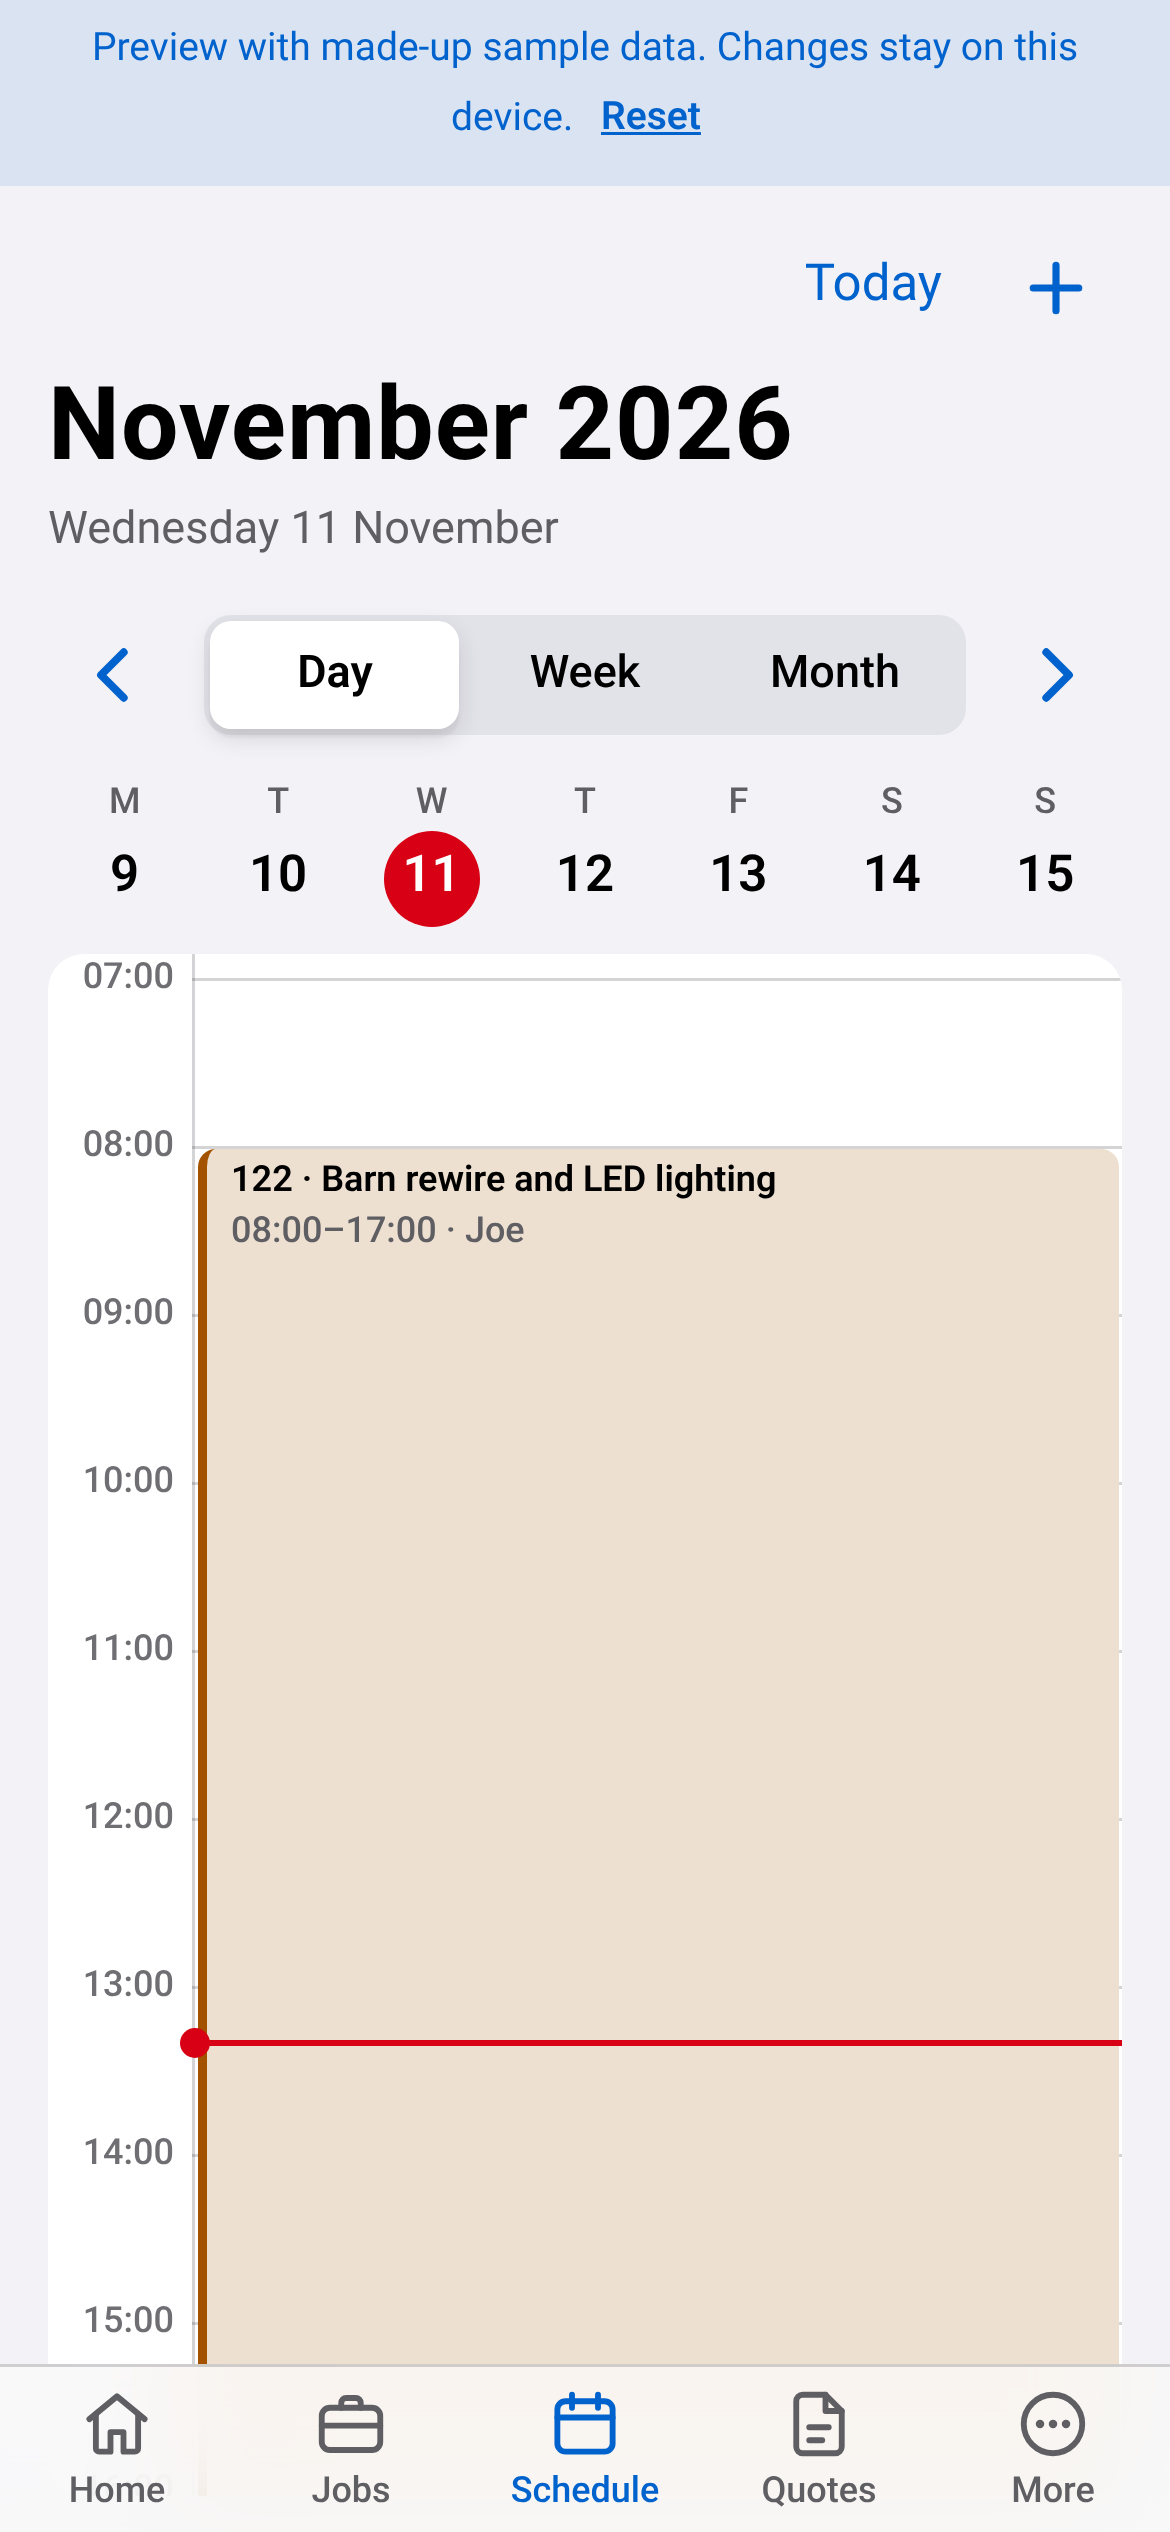 Preview with made-up sample data. Changes stay on this
device. Reset
Today
November 2026
Wednesday 11 November
Day Week Month
M T W T F S S
9 10 11 12 13 14 15
07:00
08:00
122 · Barn rewire and LED lighting
08:00–17:00 · Joe
09:00
10:00
11:00
12:00
13:00
14:00
15:00
Home Jobs Schedule Quotes More